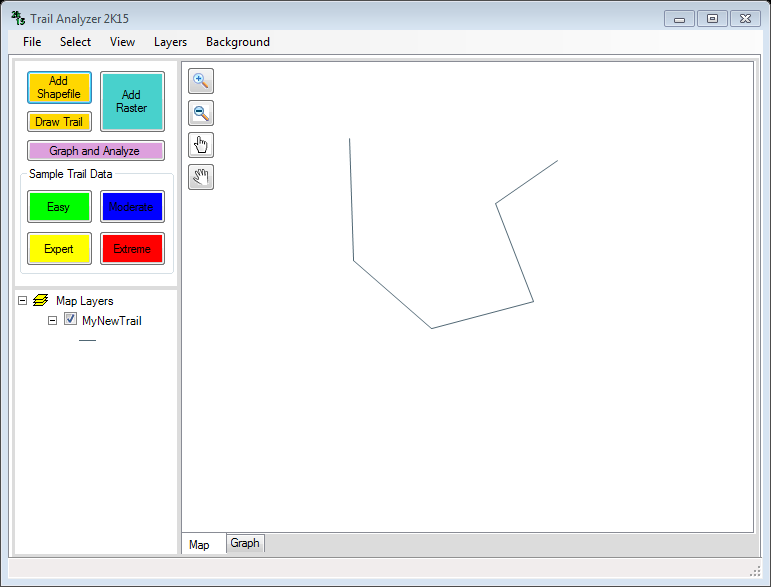 Trail Analyzer 2K15
File Select View Layers Background
Add
Shapefile
Add
Raster
Draw Trail
Graph and Analyze
Sample Trail Data
Easy
Moderate
Expert
Extreme
Map Layers
MyNewTrail
Map
Graph